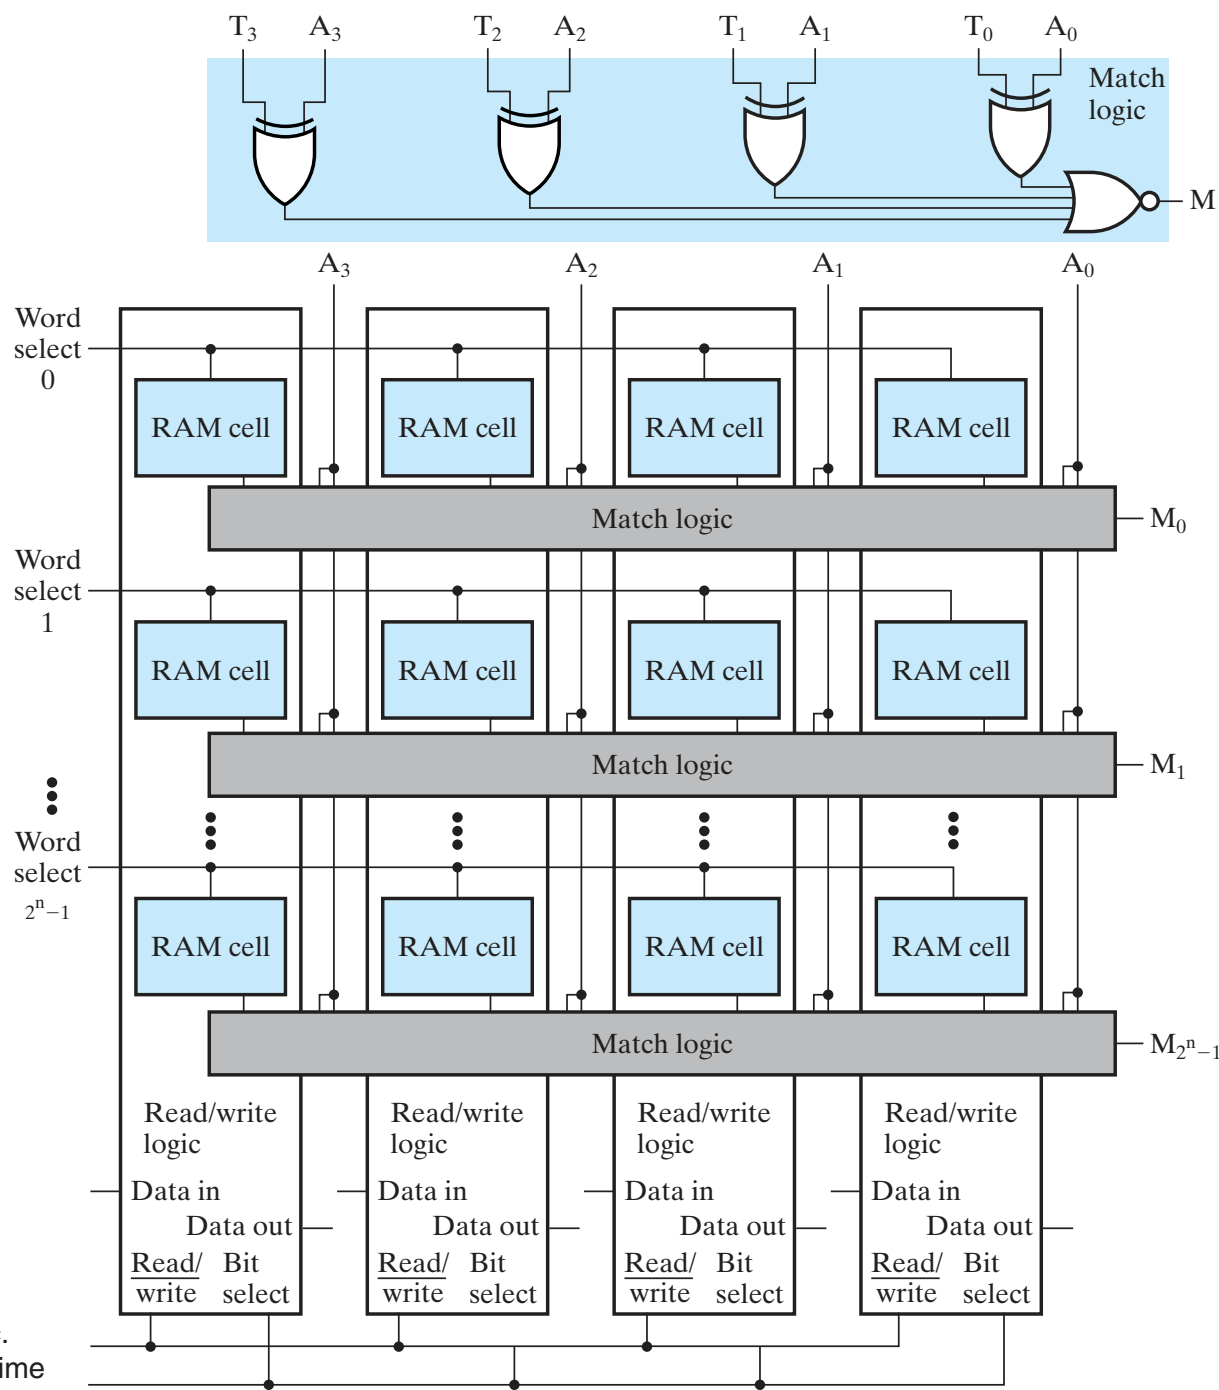 T3 A3 T2 A2 T1 A1 T0 A0
Match
logic
M
A3 A2 A1 A0
Word
select
0
RAM cell RAM cell RAM cell RAM cell
Match logic
M0
Word
select
1
RAM cell RAM cell RAM cell RAM cell
Match logic
M1
Word
select
2^n−1
RAM cell RAM cell RAM cell RAM cell
Match logic
M2^n−1
Read/write Read/write Read/write Read/write
logic logic logic logic
Data in Data in Data in Data in
Data out Data out Data out Data out
Read/ Bit Read/ Bit Read/ Bit Read/ Bit
write select write select write select write select
ime